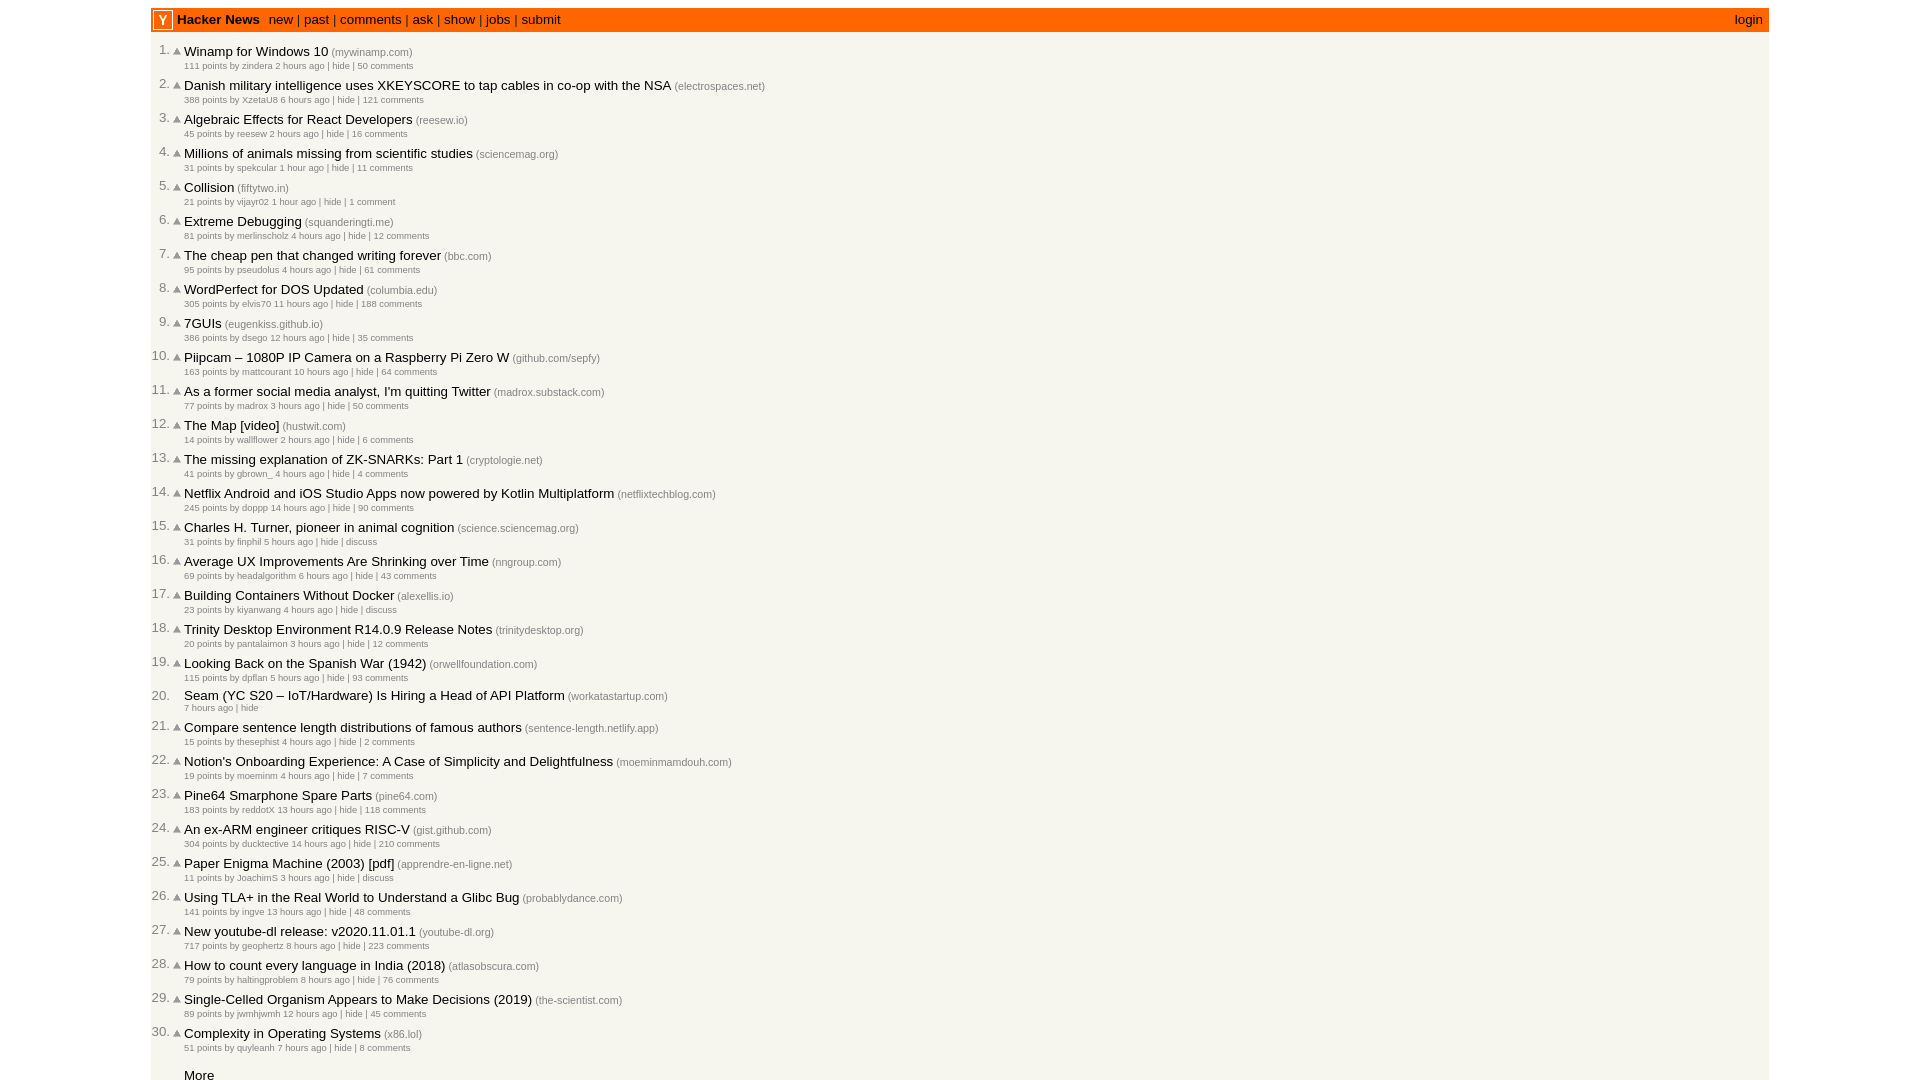 Y Hacker News new | past | comments | ask | show | jobs | submit login
1. Winamp for Windows 10 (mywinamp.com)
111 points by zindera 2 hours ago | hide | 50 comments
2. Danish military intelligence uses XKEYSCORE to tap cables in co-op with the NSA (electrospaces.net)
388 points by XzetaU8 6 hours ago | hide | 121 comments
3. Algebraic Effects for React Developers (reesew.io)
45 points by reesew 2 hours ago | hide | 16 comments
4. Millions of animals missing from scientific studies (sciencemag.org)
31 points by spekcular 1 hour ago | hide | 11 comments
5. Collision (fiftytwo.in)
21 points by vijayr02 1 hour ago | hide | 1 comment
6. Extreme Debugging (squanderingti.me)
81 points by merlinscholz 4 hours ago | hide | 12 comments
7. The cheap pen that changed writing forever (bbc.com)
95 points by pseudolus 4 hours ago | hide | 61 comments
8. WordPerfect for DOS Updated (columbia.edu)
305 points by elvis70 11 hours ago | hide | 188 comments
9. 7GUIs (eugenkiss.github.io)
386 points by dsego 12 hours ago | hide | 35 comments
10. Piipcam – 1080P IP Camera on a Raspberry Pi Zero W (github.com/sepfy)
163 points by mattcourant 10 hours ago | hide | 64 comments
11. As a former social media analyst, I'm quitting Twitter (madrox.substack.com)
77 points by madrox 3 hours ago | hide | 50 comments
12. The Map [video] (hustwit.com)
14 points by wallflower 2 hours ago | hide | 6 comments
13. The missing explanation of ZK-SNARKs: Part 1 (cryptologie.net)
41 points by gbrown_ 4 hours ago | hide | 4 comments
14. Netflix Android and iOS Studio Apps now powered by Kotlin Multiplatform (netflixtechblog.com)
245 points by doppp 14 hours ago | hide | 90 comments
15. Charles H. Turner, pioneer in animal cognition (science.sciencemag.org)
31 points by finphil 5 hours ago | hide | discuss
16. Average UX Improvements Are Shrinking over Time (nngroup.com)
69 points by headalgorithm 6 hours ago | hide | 43 comments
17. Building Containers Without Docker (alexellis.io)
23 points by kiyanwang 4 hours ago | hide | discuss
18. Trinity Desktop Environment R14.0.9 Release Notes (trinitydesktop.org)
20 points by pantalaimon 3 hours ago | hide | 12 comments
19. Looking Back on the Spanish War (1942) (orwellfoundation.com)
115 points by dpflan 5 hours ago | hide | 93 comments
20. Seam (YC S20 – IoT/Hardware) Is Hiring a Head of API Platform (workatastartup.com)
7 hours ago | hide
21. Compare sentence length distributions of famous authors (sentence-length.netlify.app)
15 points by thesephist 4 hours ago | hide | 2 comments
22. Notion's Onboarding Experience: A Case of Simplicity and Delightfulness (moeminmamdouh.com)
19 points by moeminm 4 hours ago | hide | 7 comments
23. Pine64 Smarphone Spare Parts (pine64.com)
183 points by reddotX 13 hours ago | hide | 118 comments
24. An ex-ARM engineer critiques RISC-V (gist.github.com)
304 points by ducktective 14 hours ago | hide | 210 comments
25. Paper Enigma Machine (2003) [pdf] (apprendre-en-ligne.net)
11 points by JoachimS 3 hours ago | hide | discuss
26. Using TLA+ in the Real World to Understand a Glibc Bug (probablydance.com)
141 points by ingve 13 hours ago | hide | 48 comments
27. New youtube-dl release: v2020.11.01.1 (youtube-dl.org)
717 points by geophertz 8 hours ago | hide | 223 comments
28. How to count every language in India (2018) (atlasobscura.com)
79 points by haltingproblem 8 hours ago | hide | 76 comments
29. Single-Celled Organism Appears to Make Decisions (2019) (the-scientist.com)
89 points by jwmhjwmh 12 hours ago | hide | 45 comments
30. Complexity in Operating Systems (x86.lol)
51 points by quyleanh 7 hours ago | hide | 8 comments
More